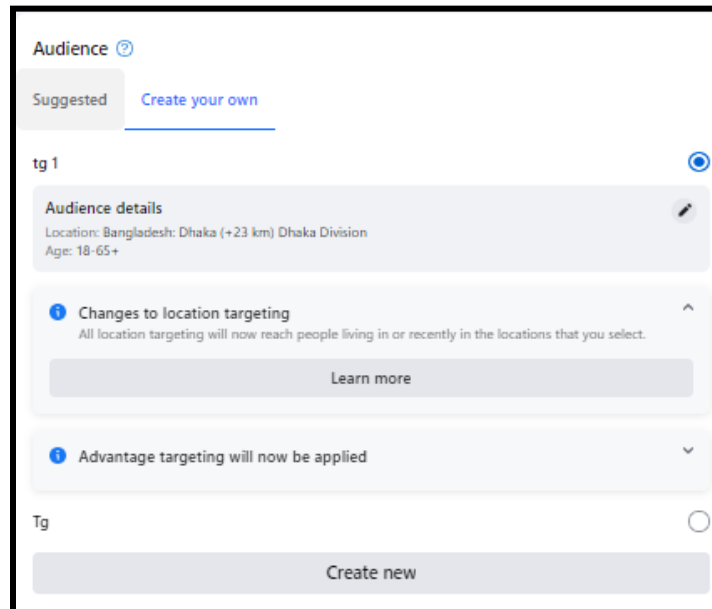 Audience
Suggested
Create your own
tg 1
Audience details
Location: Bangladesh: Dhaka (+23 km) Dhaka Division
Age: 18-65+
Changes to location targeting
All location targeting will now reach people living in or recently in the locations that you select.
Learn more
Advantage targeting will now be applied
Tg
Create new